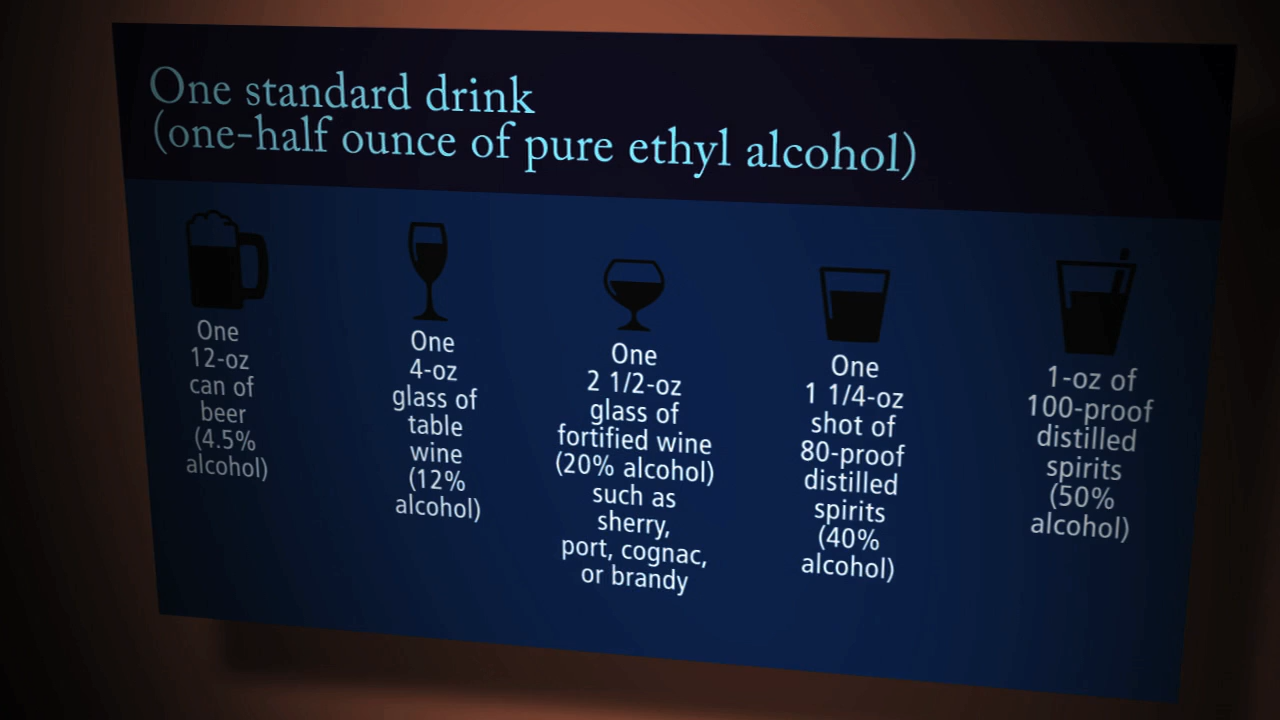 One standard drink
(one-half ounce of pure ethyl alcohol)
One
12-oz
can of
beer
(4.5%
alcohol)
One
4-oz
glass of
table
wine
(12%
alcohol)
One
2 1/2-oz
glass of
fortified wine
(20% alcohol)
such as
sherry,
port, cognac,
or brandy
One
1 1/4-oz
shot of
80-proof
distilled
spirits
(40%
alcohol)
1-oz of
100-proof
distilled
spirits
(50%
alcohol)